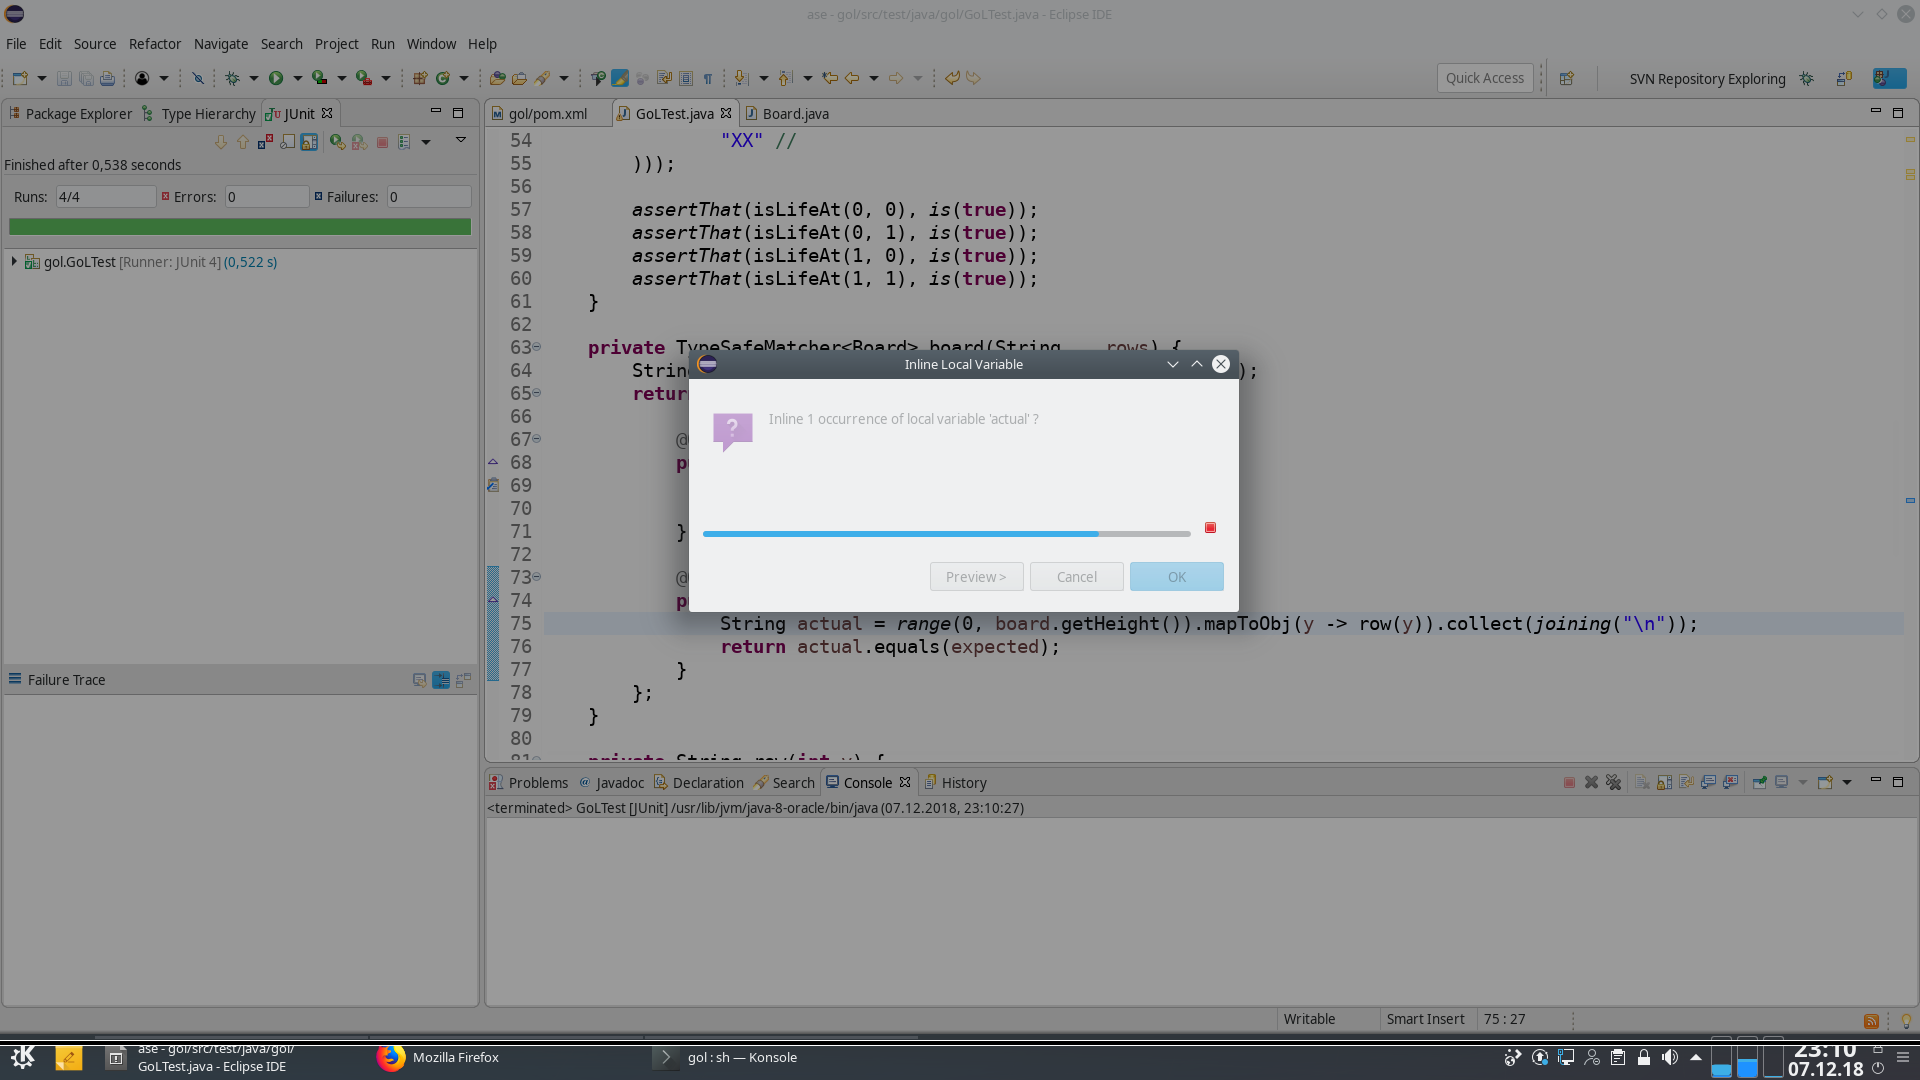 ase - gol/src/test/java/gol/GoLTest.java - Eclipse IDE
File Edit Source Refactor Navigate Search Project Run Window Help
Quick Access
SVN Repository Exploring
Package Explorer Type Hierarchy JUnit
Finished after 0,538 seconds
Runs: 4/4 Errors: 0 Failures: 0
gol.GoLTest [Runner: JUnit 4] (0,522 s)
Failure Trace
gol/pom.xml GoLTest.java Board.java
54 "XX" //
55 )));
56
57 assertThat(isLifeAt(0, 0), is(true));
58 assertThat(isLifeAt(0, 1), is(true));
59 assertThat(isLifeAt(1, 0), is(true));
60 assertThat(isLifeAt(1, 1), is(true));
61 }
62
63 private TypeSafeMatcher<Board> board(String... rows) {
64 Strin );
65 retur
66
67 @
68 p
69
70
71 }
72
73 @
74 p
75 String actual = range(0, board.getHeight()).mapToObj(y -> row(y)).collect(joining("\n"));
76 return actual.equals(expected);
77 }
78 };
79 }
80
81 private String row(int y) {
Inline Local Variable
Inline 1 occurrence of local variable 'actual' ?
Preview > Cancel OK
Problems @ Javadoc Declaration Search Console History
<terminated> GoLTest [JUnit] /usr/lib/jvm/java-8-oracle/bin/java (07.12.2018, 23:10:27)
Writable Smart Insert 75 : 27
ase - gol/src/test/java/gol/
GoLTest.java - Eclipse IDE
Mozilla Firefox
gol : sh — Konsole
23:10
07.12.18